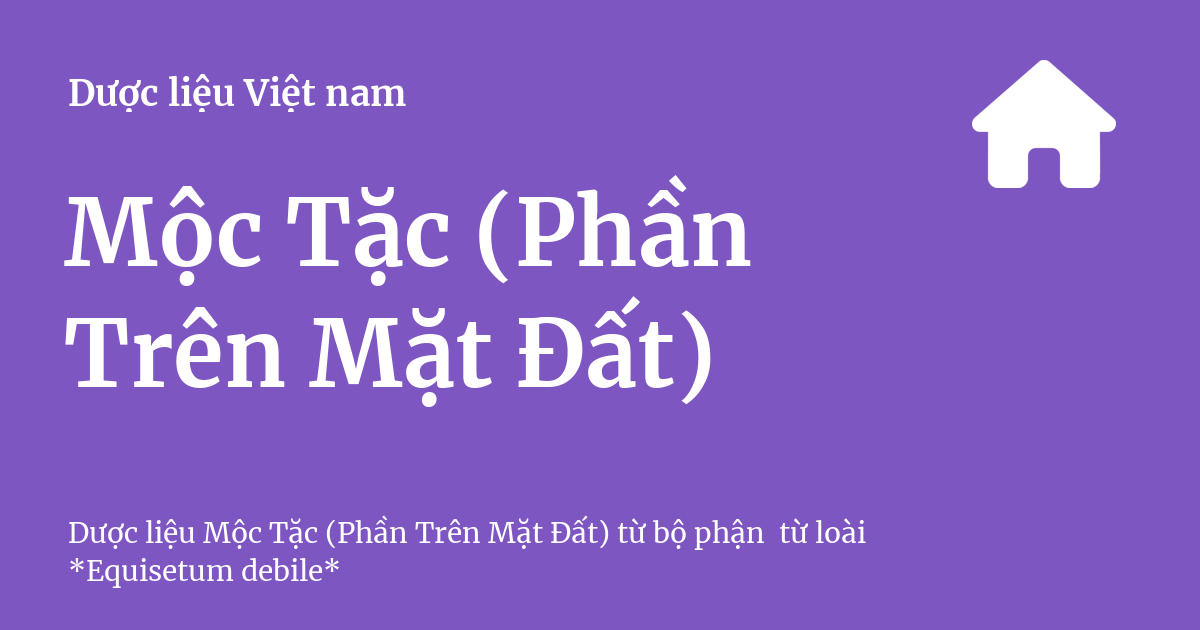 Dược liệu Việt nam
Mộc Tặc (Phần
Trên Mặt Đất)
Dược liệu Mộc Tặc (Phần Trên Mặt Đất) từ bộ phận  từ loài
*Equisetum debile*